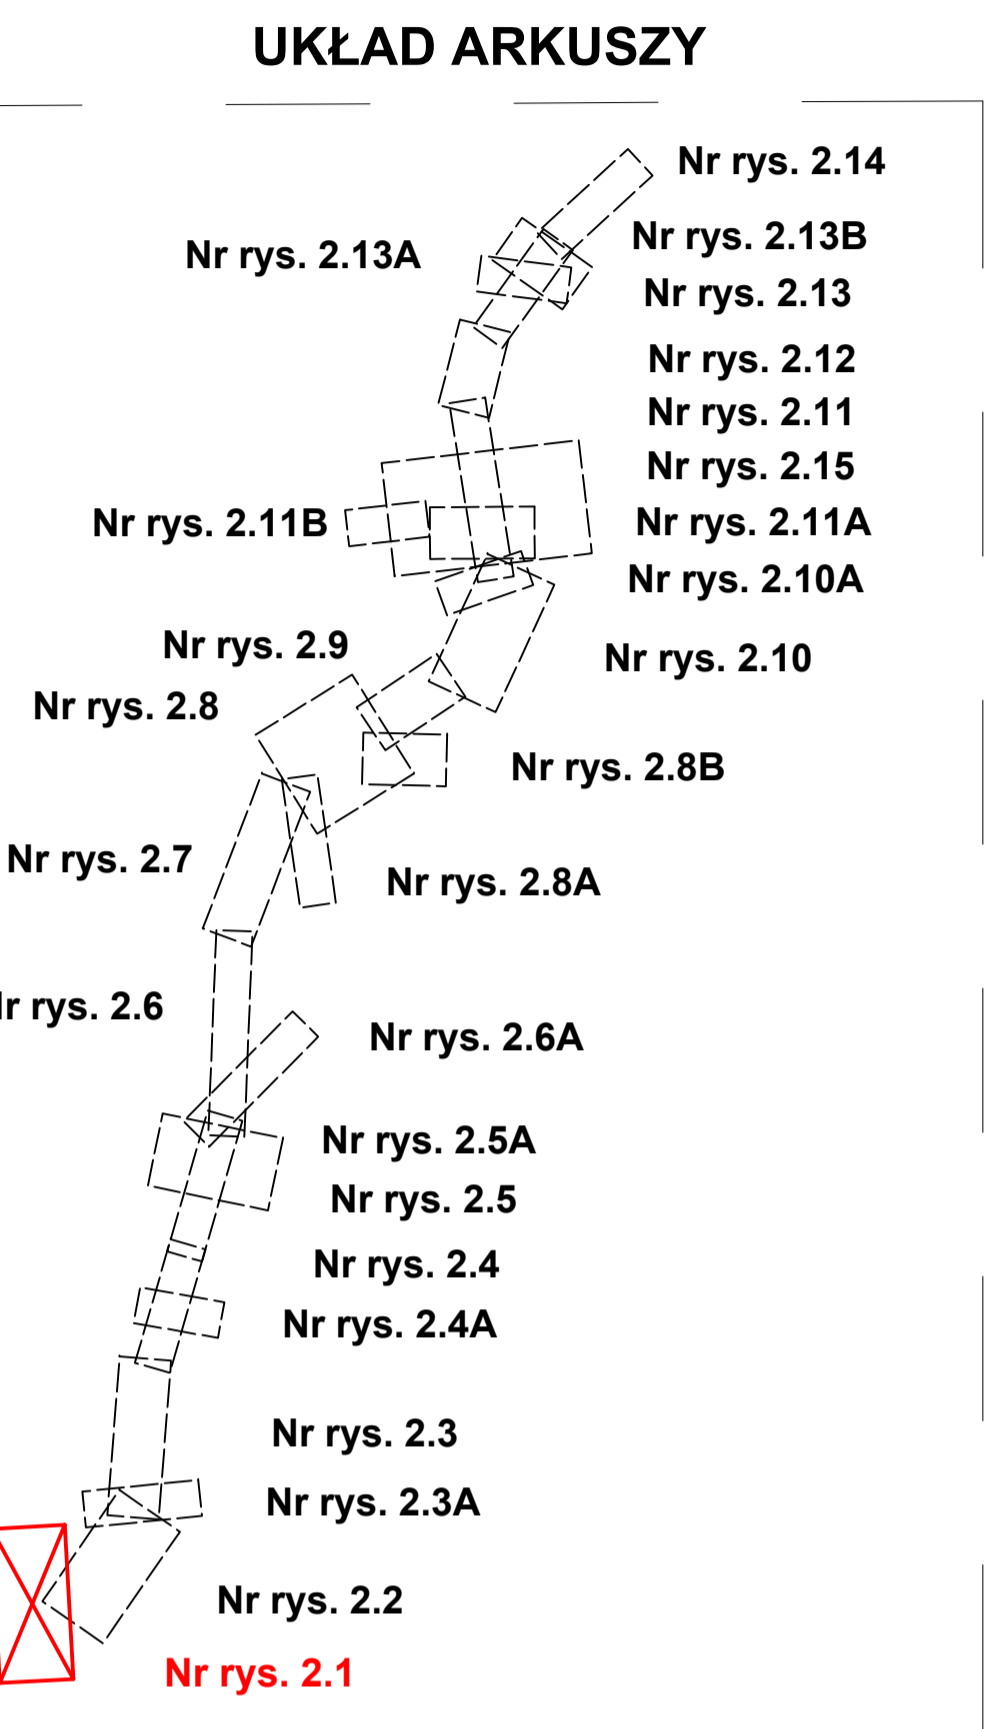 UKŁAD ARKUSZY
Nr rys. 2.14
Nr rys. 2.13B
Nr rys. 2.13A
Nr rys. 2.13
Nr rys. 2.12
Nr rys. 2.11
Nr rys. 2.15
Nr rys. 2.11B
Nr rys. 2.11A
Nr rys. 2.10A
Nr rys. 2.9
Nr rys. 2.10
Nr rys. 2.8
Nr rys. 2.8B
Nr rys. 2.7
Nr rys. 2.8A
r rys. 2.6
Nr rys. 2.6A
Nr rys. 2.5A
Nr rys. 2.5
Nr rys. 2.4
Nr rys. 2.4A
Nr rys. 2.3
Nr rys. 2.3A
Nr rys. 2.2
Nr rys. 2.1